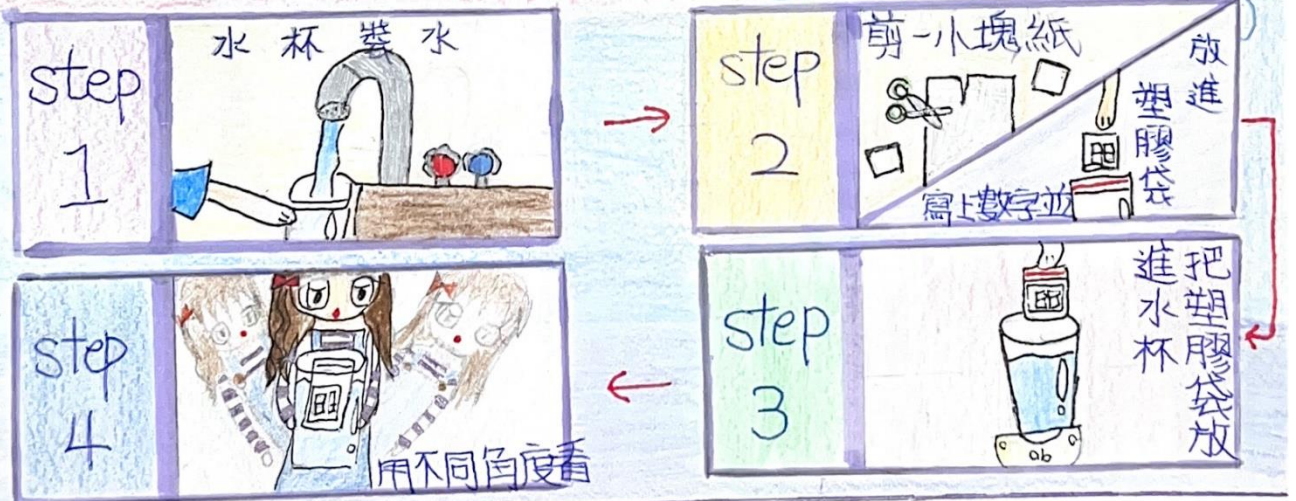 step
1
水杯裝水
step
2
剪一小塊紙
寫上數字並
放進
塑膠袋
step
3
把塑膠袋放
進水杯
step
4
用不同角度看